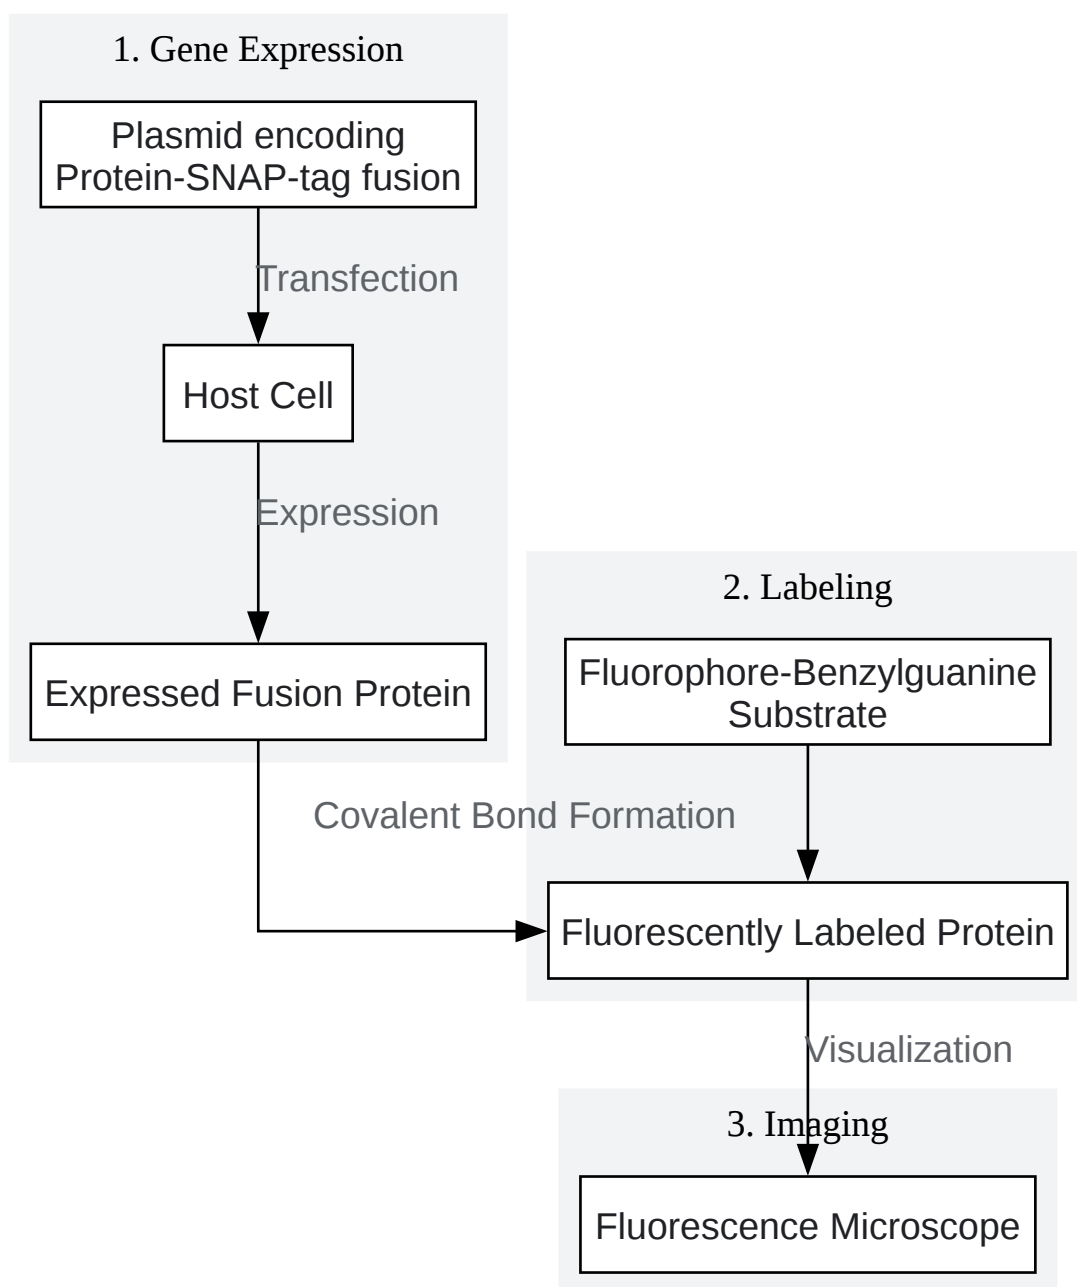 1. Gene Expression
Plasmid encoding
Protein-SNAP-tag fusion
Transfection
Host Cell
Expression
Expressed Fusion Protein
2. Labeling
Fluorophore-Benzylguanine
Substrate
Covalent Bond Formation
Fluorescently Labeled Protein
Visualization
3. Imaging
Fluorescence Microscope